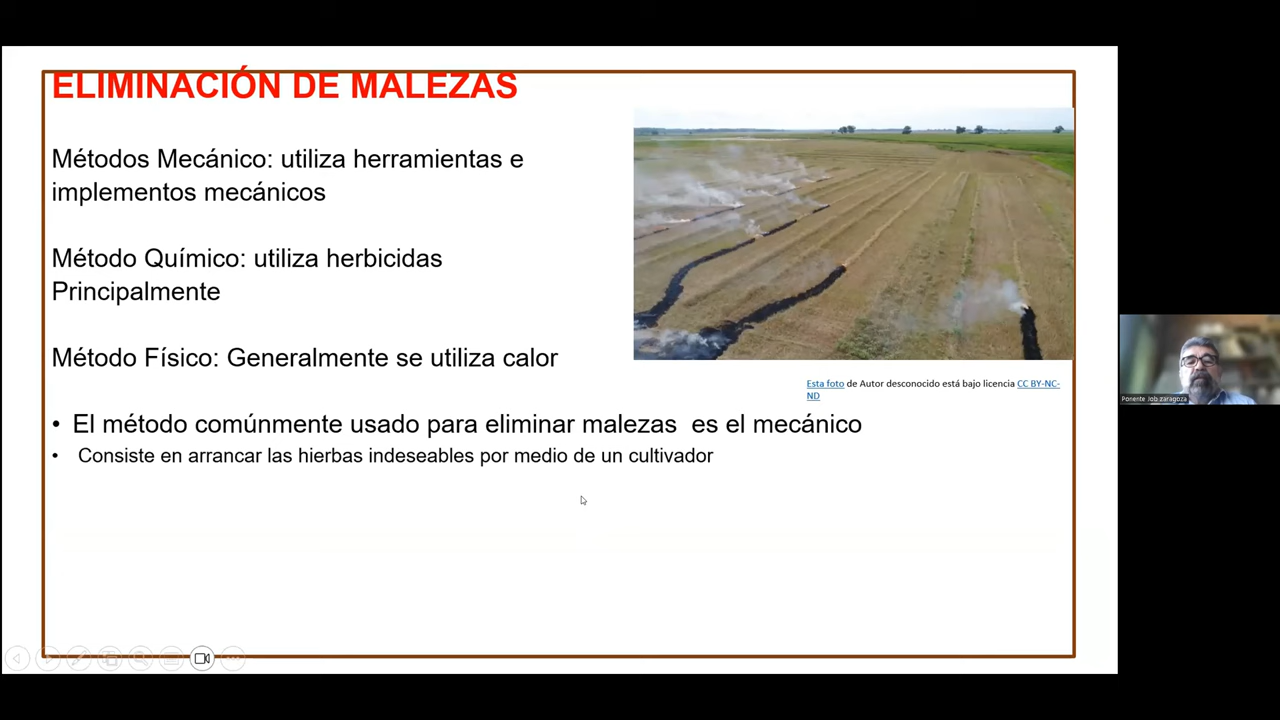 ELIMINACIÓN DE MALEZAS
Métodos Mecánico: utiliza herramientas e
implementos mecánicos
Método Químico: utiliza herbicidas
Principalmente
Método Físico: Generalmente se utiliza calor
Esta foto de Autor desconocido está bajo licencia CC BY-NC-
ND
• El método comúnmente usado para eliminar malezas es el mecánico
• Consiste en arrancar las hierbas indeseables por medio de un cultivador
Ponente Job zaragoza